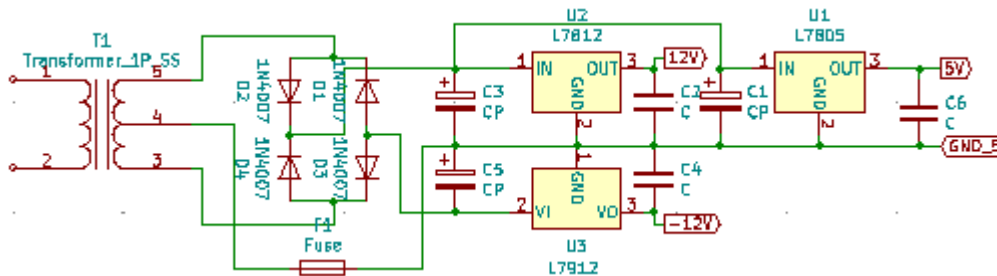 T1
Transformer_1P_SS
1
2
5
4
3
1N4007
D2
1N4007
D1
1N4007
D4
1N4007
D3
F1
Fuse
C3
CP
C5
CP
U2
L7812
1
IN
OUT
3
GND
2
12V
C2
C
C1
CP
U1
L7805
1
IN
OUT
3
GND
2
5V
C6
C
1
GND
2
VI
VO
3
U3
L7912
C4
C
-12V